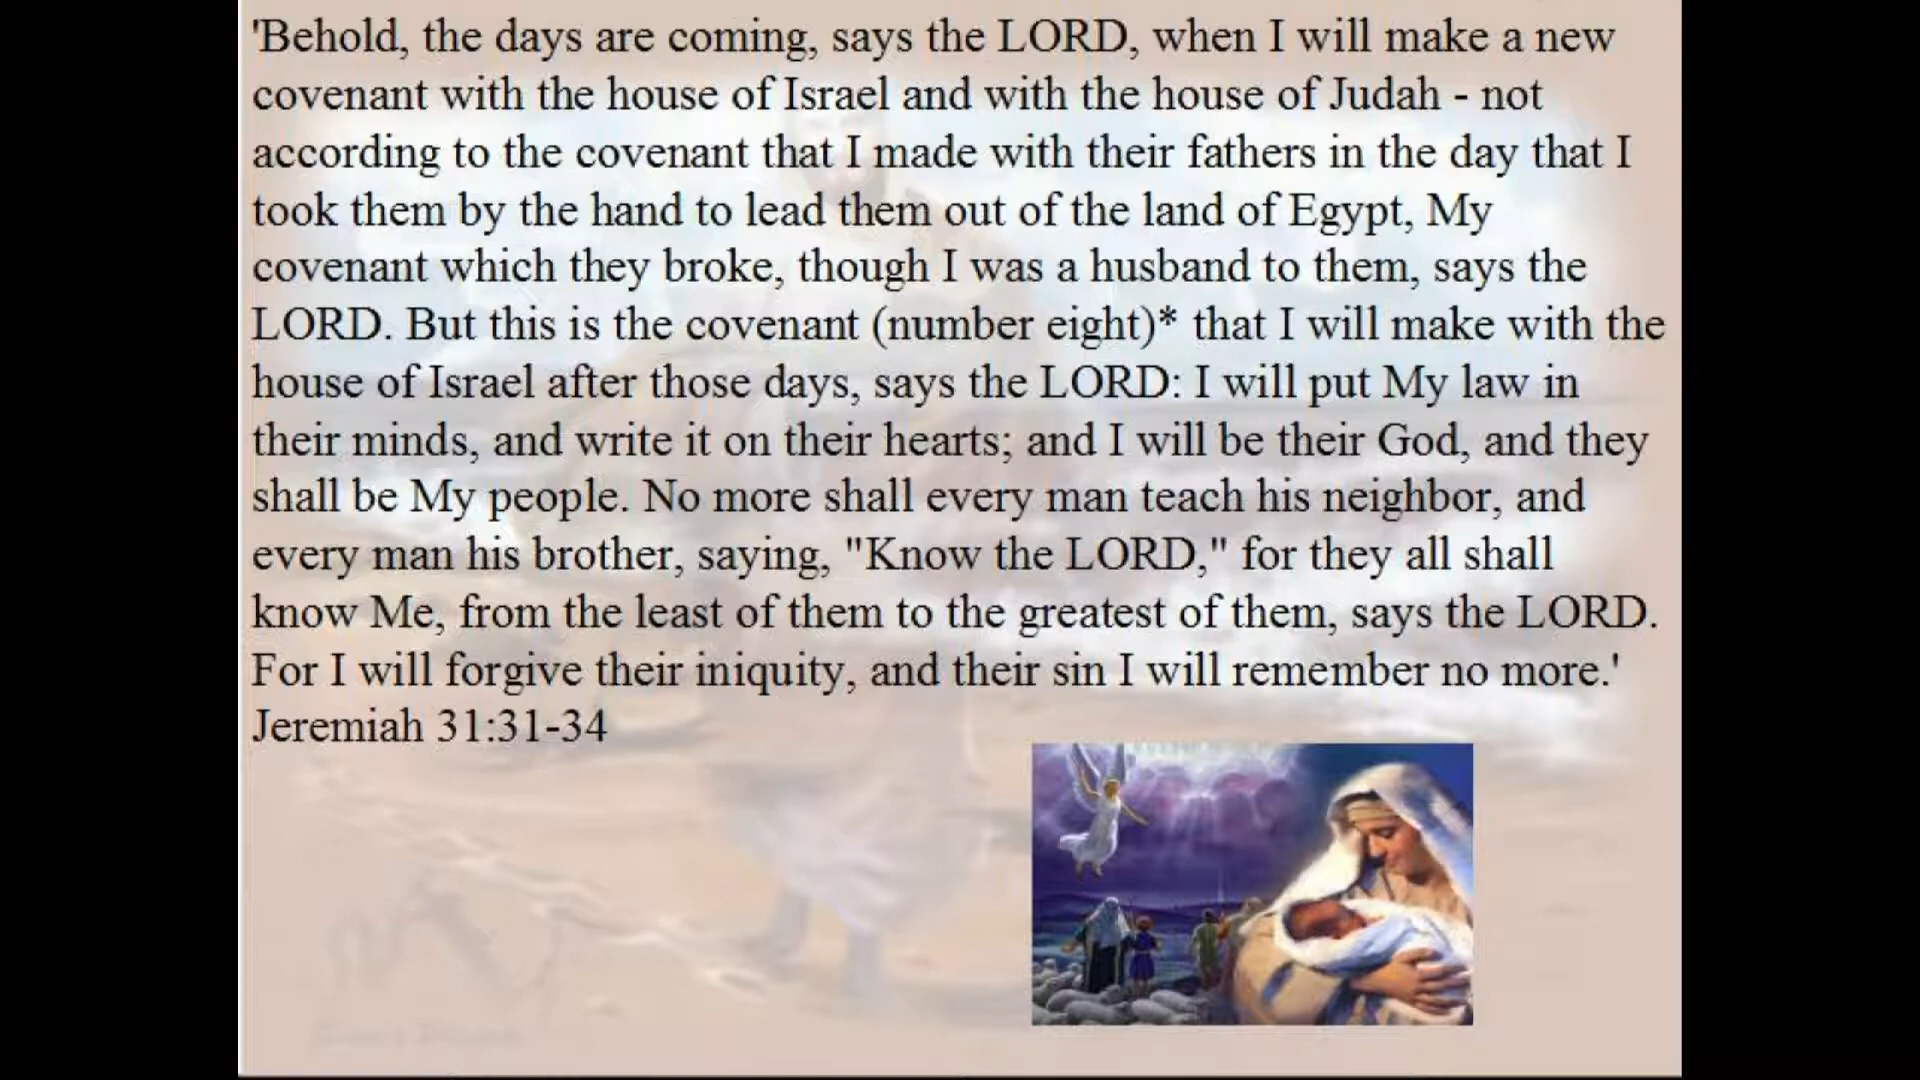 'Behold, the days are coming, says the LORD, when I will make a new
covenant with the house of Israel and with the house of Judah - not
according to the covenant that I made with their fathers in the day that I
took them by the hand to lead them out of the land of Egypt, My
covenant which they broke, though I was a husband to them, says the
LORD. But this is the covenant (number eight)* that I will make with the
house of Israel after those days, says the LORD: I will put My law in
their minds, and write it on their hearts; and I will be their God, and they
shall be My people. No more shall every man teach his neighbor, and
every man his brother, saying, "Know the LORD," for they all shall
know Me, from the least of them to the greatest of them, says the LORD.
For I will forgive their iniquity, and their sin I will remember no more.'
Jeremiah 31:31-34